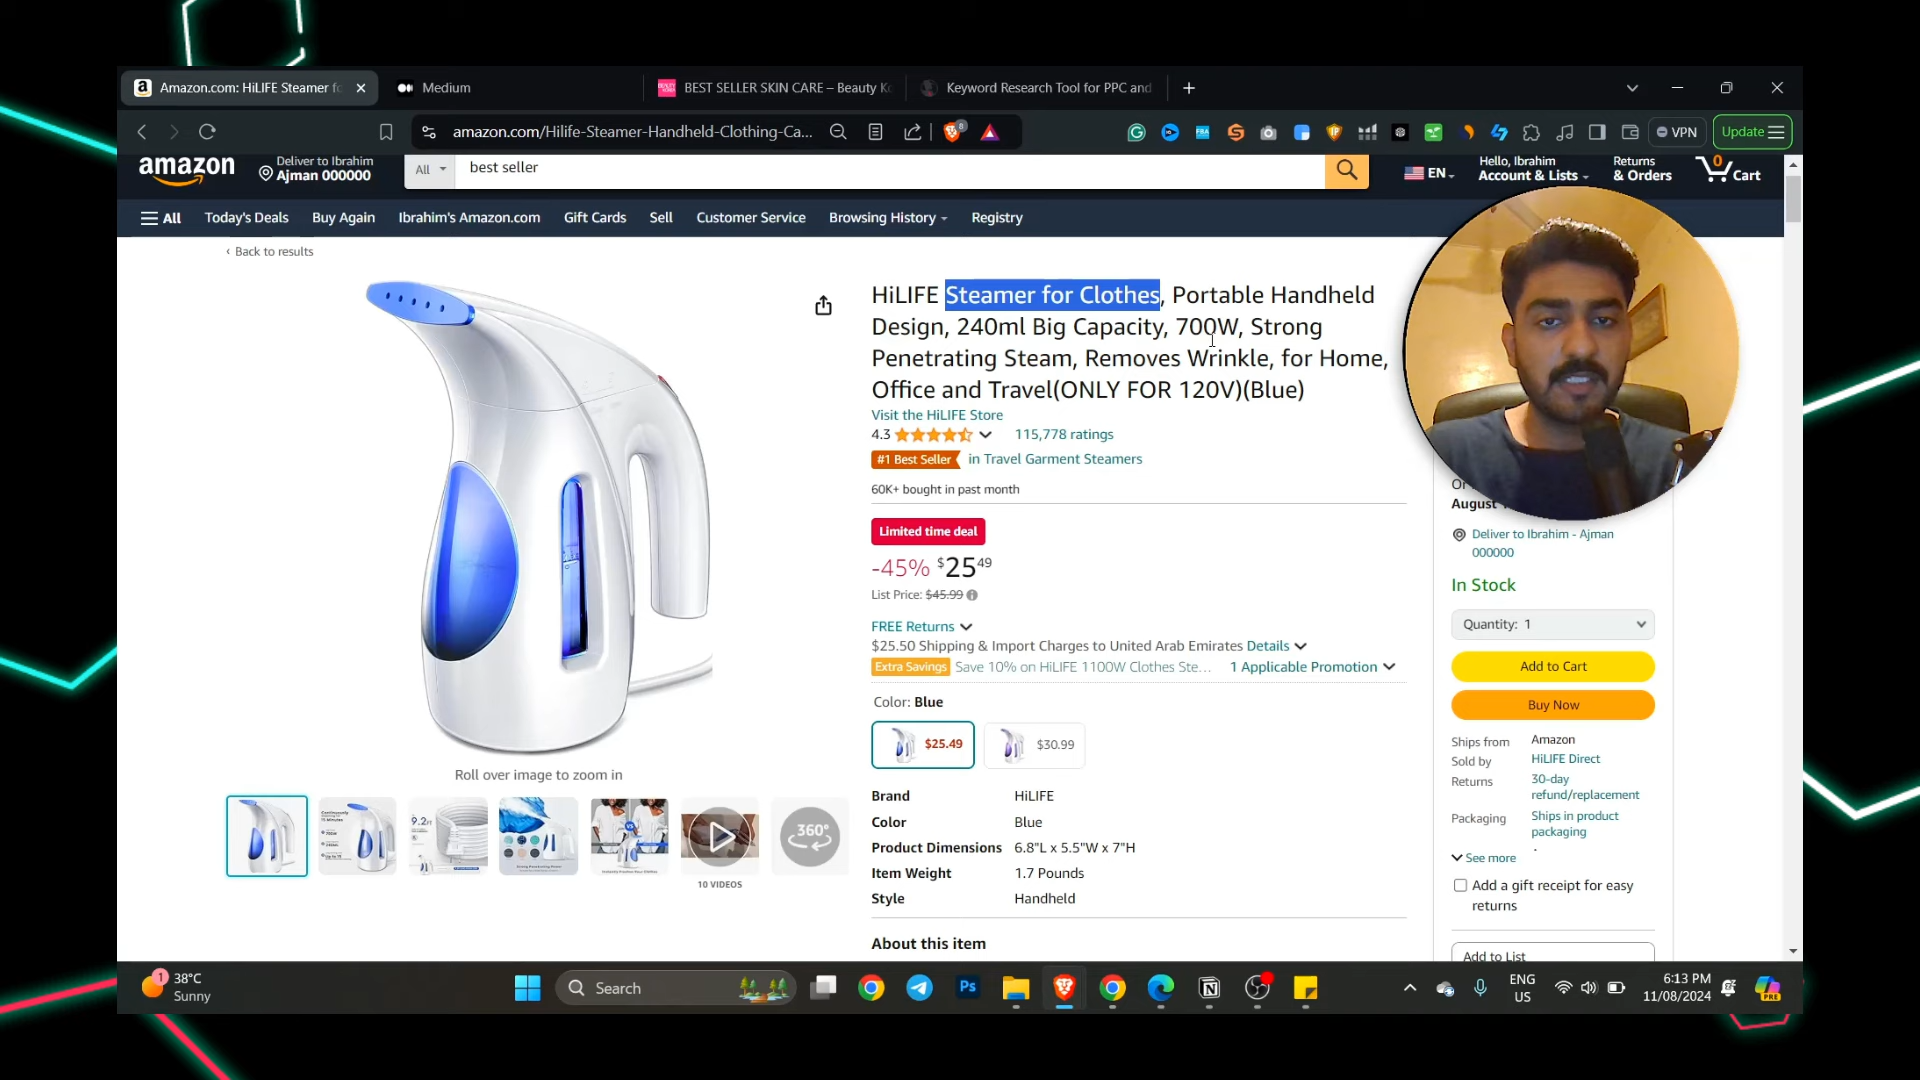 Amazon.com: HiLIFE Steamer fo
Medium
BEST SELLER SKIN CARE – Beauty Ko
Keyword Research Tool for PPC and
amazon.com/Hilife-Steamer-Handheld-Clothing-Ca...
8
VPN
Update
amazon
Deliver to Ibrahim
Ajman 000000
All
best seller
EN
Hello, Ibrahim
Account & Lists
Returns
& Orders
0
Cart
All
Today's Deals
Buy Again
Ibrahim's Amazon.com
Gift Cards
Sell
Customer Service
Browsing History
Registry
‹ Back to results
HiLIFE Steamer for Clothes, Portable Handheld
Design, 240ml Big Capacity, 700W, Strong
Penetrating Steam, Removes Wrinkle, for Home,
Office and Travel(ONLY FOR 120V)(Blue)
Visit the HiLIFE Store
4.3
115,778 ratings
#1 Best Seller
in Travel Garment Steamers
60K+ bought in past month
Limited time deal
-45% $25 49
List Price: $45.99
FREE Returns
$25.50 Shipping & Import Charges to United Arab Emirates Details
Extra Savings Save 10% on HiLIFE 1100W Clothes Ste... 1 Applicable Promotion
Color: Blue
$25.49
$30.99
Brand HiLIFE
Color Blue
Product Dimensions 6.8"L x 5.5"W x 7"H
Item Weight 1.7 Pounds
Style Handheld
About this item
Roll over image to zoom in
9.2ft
360°
10 VIDEOS
August
Deliver to Ibrahim - Ajman
000000
In Stock
Quantity: 1
Add to Cart
Buy Now
Ships from Amazon
Sold by HiLIFE Direct
Returns 30-day
refund/replacement
Packaging Ships in product
packaging
See more
Add a gift receipt for easy
returns
Add to List
1
38°C
Sunny
Search
Ps
ENG
US
6:13 PM
11/08/2024
PRE